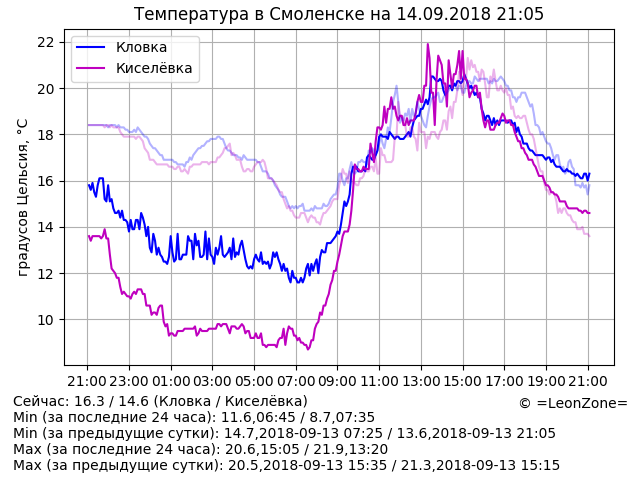 Температура в Смоленске на 14.09.2018 21:05
Кловка
Киселёвка
градусов Цельсия, °C
22
20
18
16
14
12
10
21:00 23:00 01:00 03:00 05:00 07:00 09:00 11:00 13:00 15:00 17:00 19:00 21:00
Сейчас: 16.3 / 14.6 (Кловка / Киселёвка)
© =LeonZone=
Min (за последние 24 часа): 11.6,06:45 / 8.7,07:35
Min (за предыдущие сутки): 14.7,2018-09-13 07:25 / 13.6,2018-09-13 21:05
Max (за последние 24 часа): 20.6,15:05 / 21.9,13:20
Max (за предыдущие сутки): 20.5,2018-09-13 15:35 / 21.3,2018-09-13 15:15